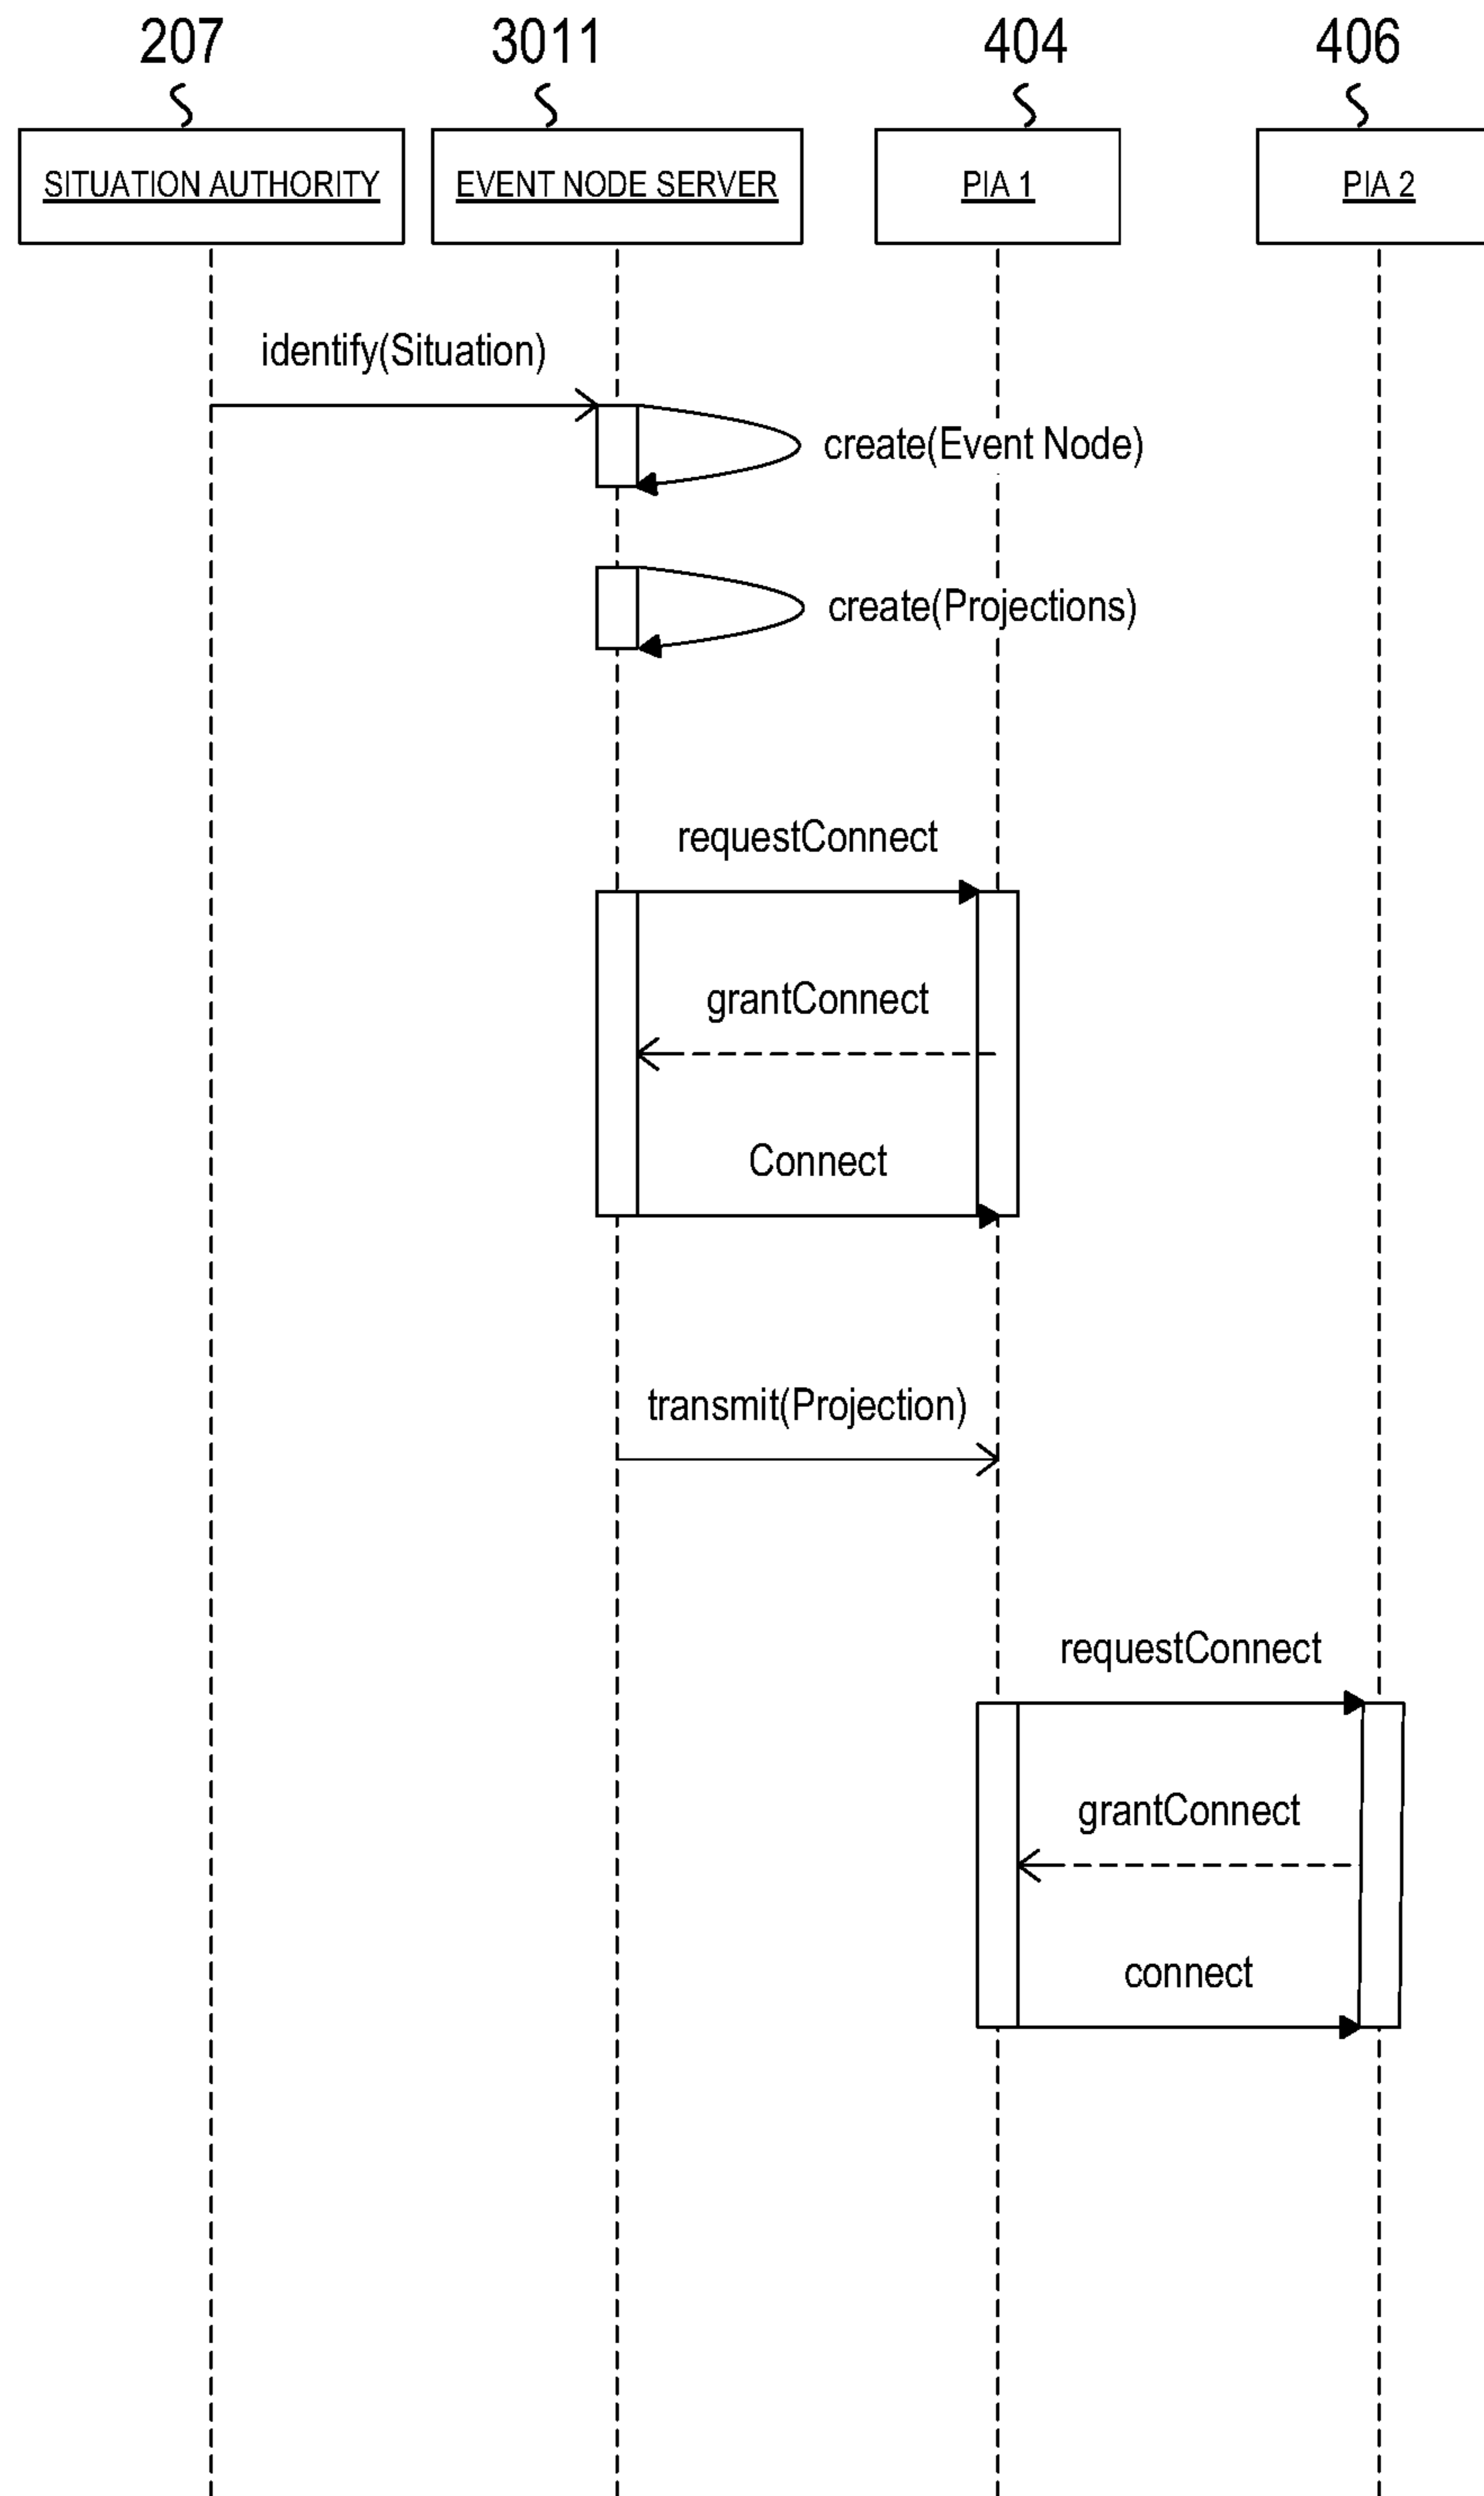 207 3011 404 406
SITUATION AUTHORITY EVENT NODE SERVER PIA 1 PIA 2
identify(Situation)
create(Event Node)
create(Projections)
requestConnect
grantConnect
Connect
transmit(Projection)
requestConnect
grantConnect
connect